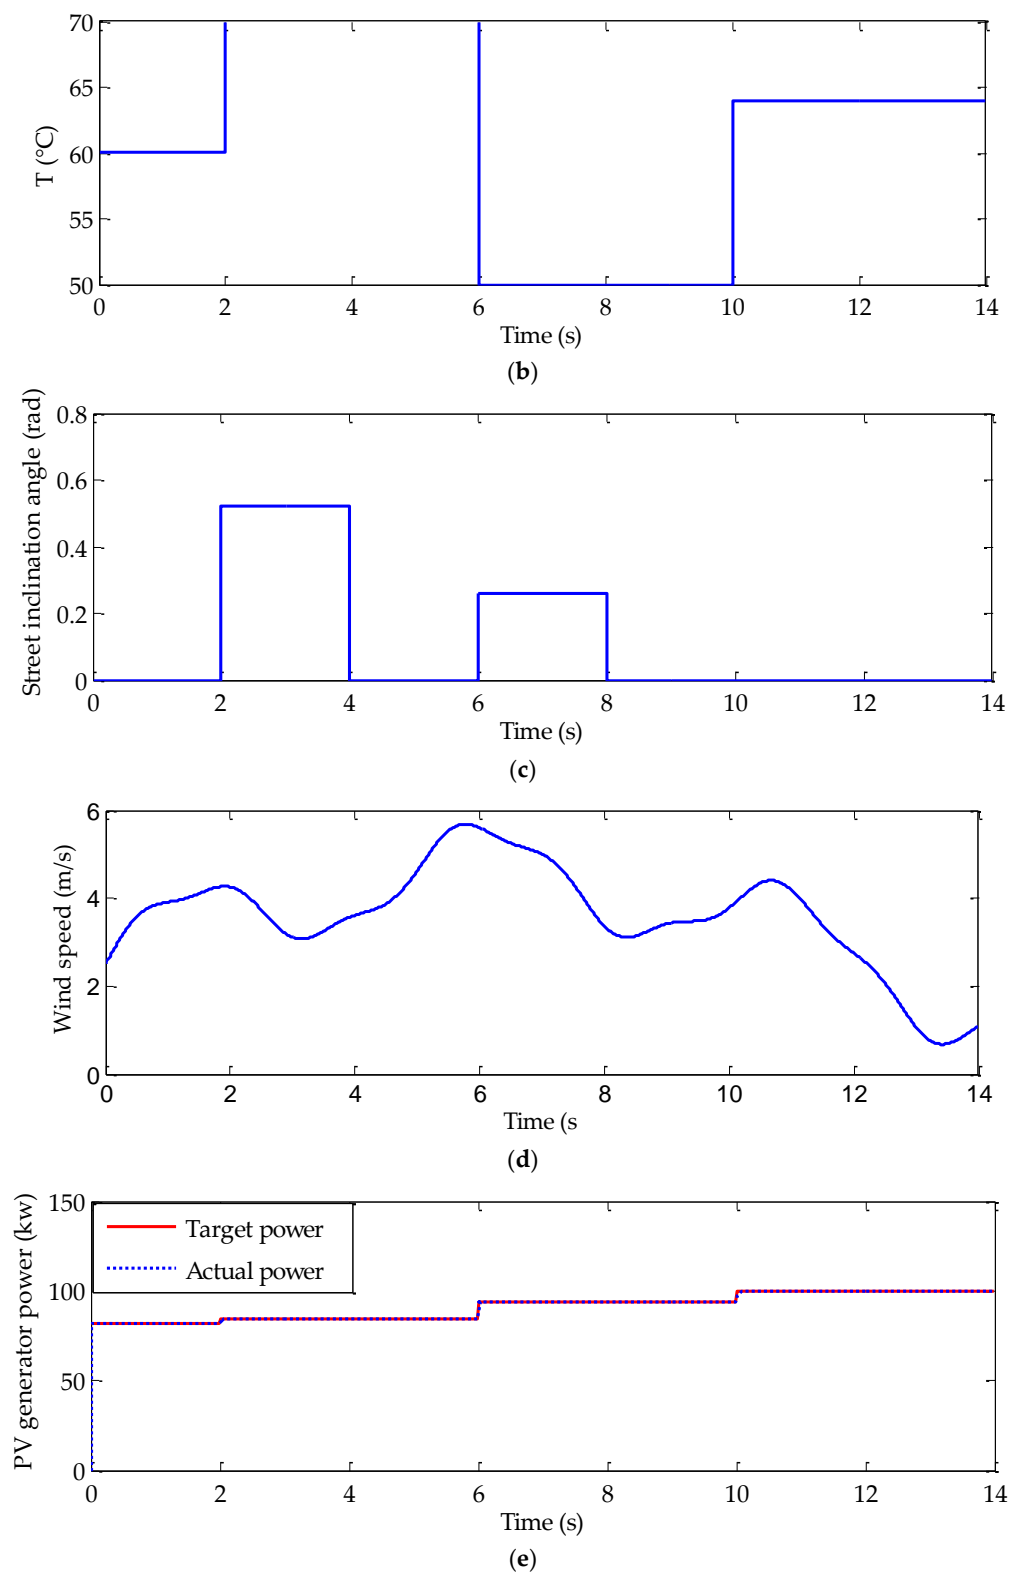 70
65
60
55
50
T (°C)
0 2 4 6 8 10 12 14
Time (s)
(b)
0.8
0.6
0.4
0.2
0
Street inclination angle (rad)
0 2 4 6 8 10 12 14
Time (s)
(c)
6
4
2
0
Wind speed (m/s)
0 2 4 6 8 10 12 14
Time (s
(d)
150
100
50
0
PV generator power (kw)
Target power
Actual power
0 2 4 6 8 10 12 14
Time (s)
(e)